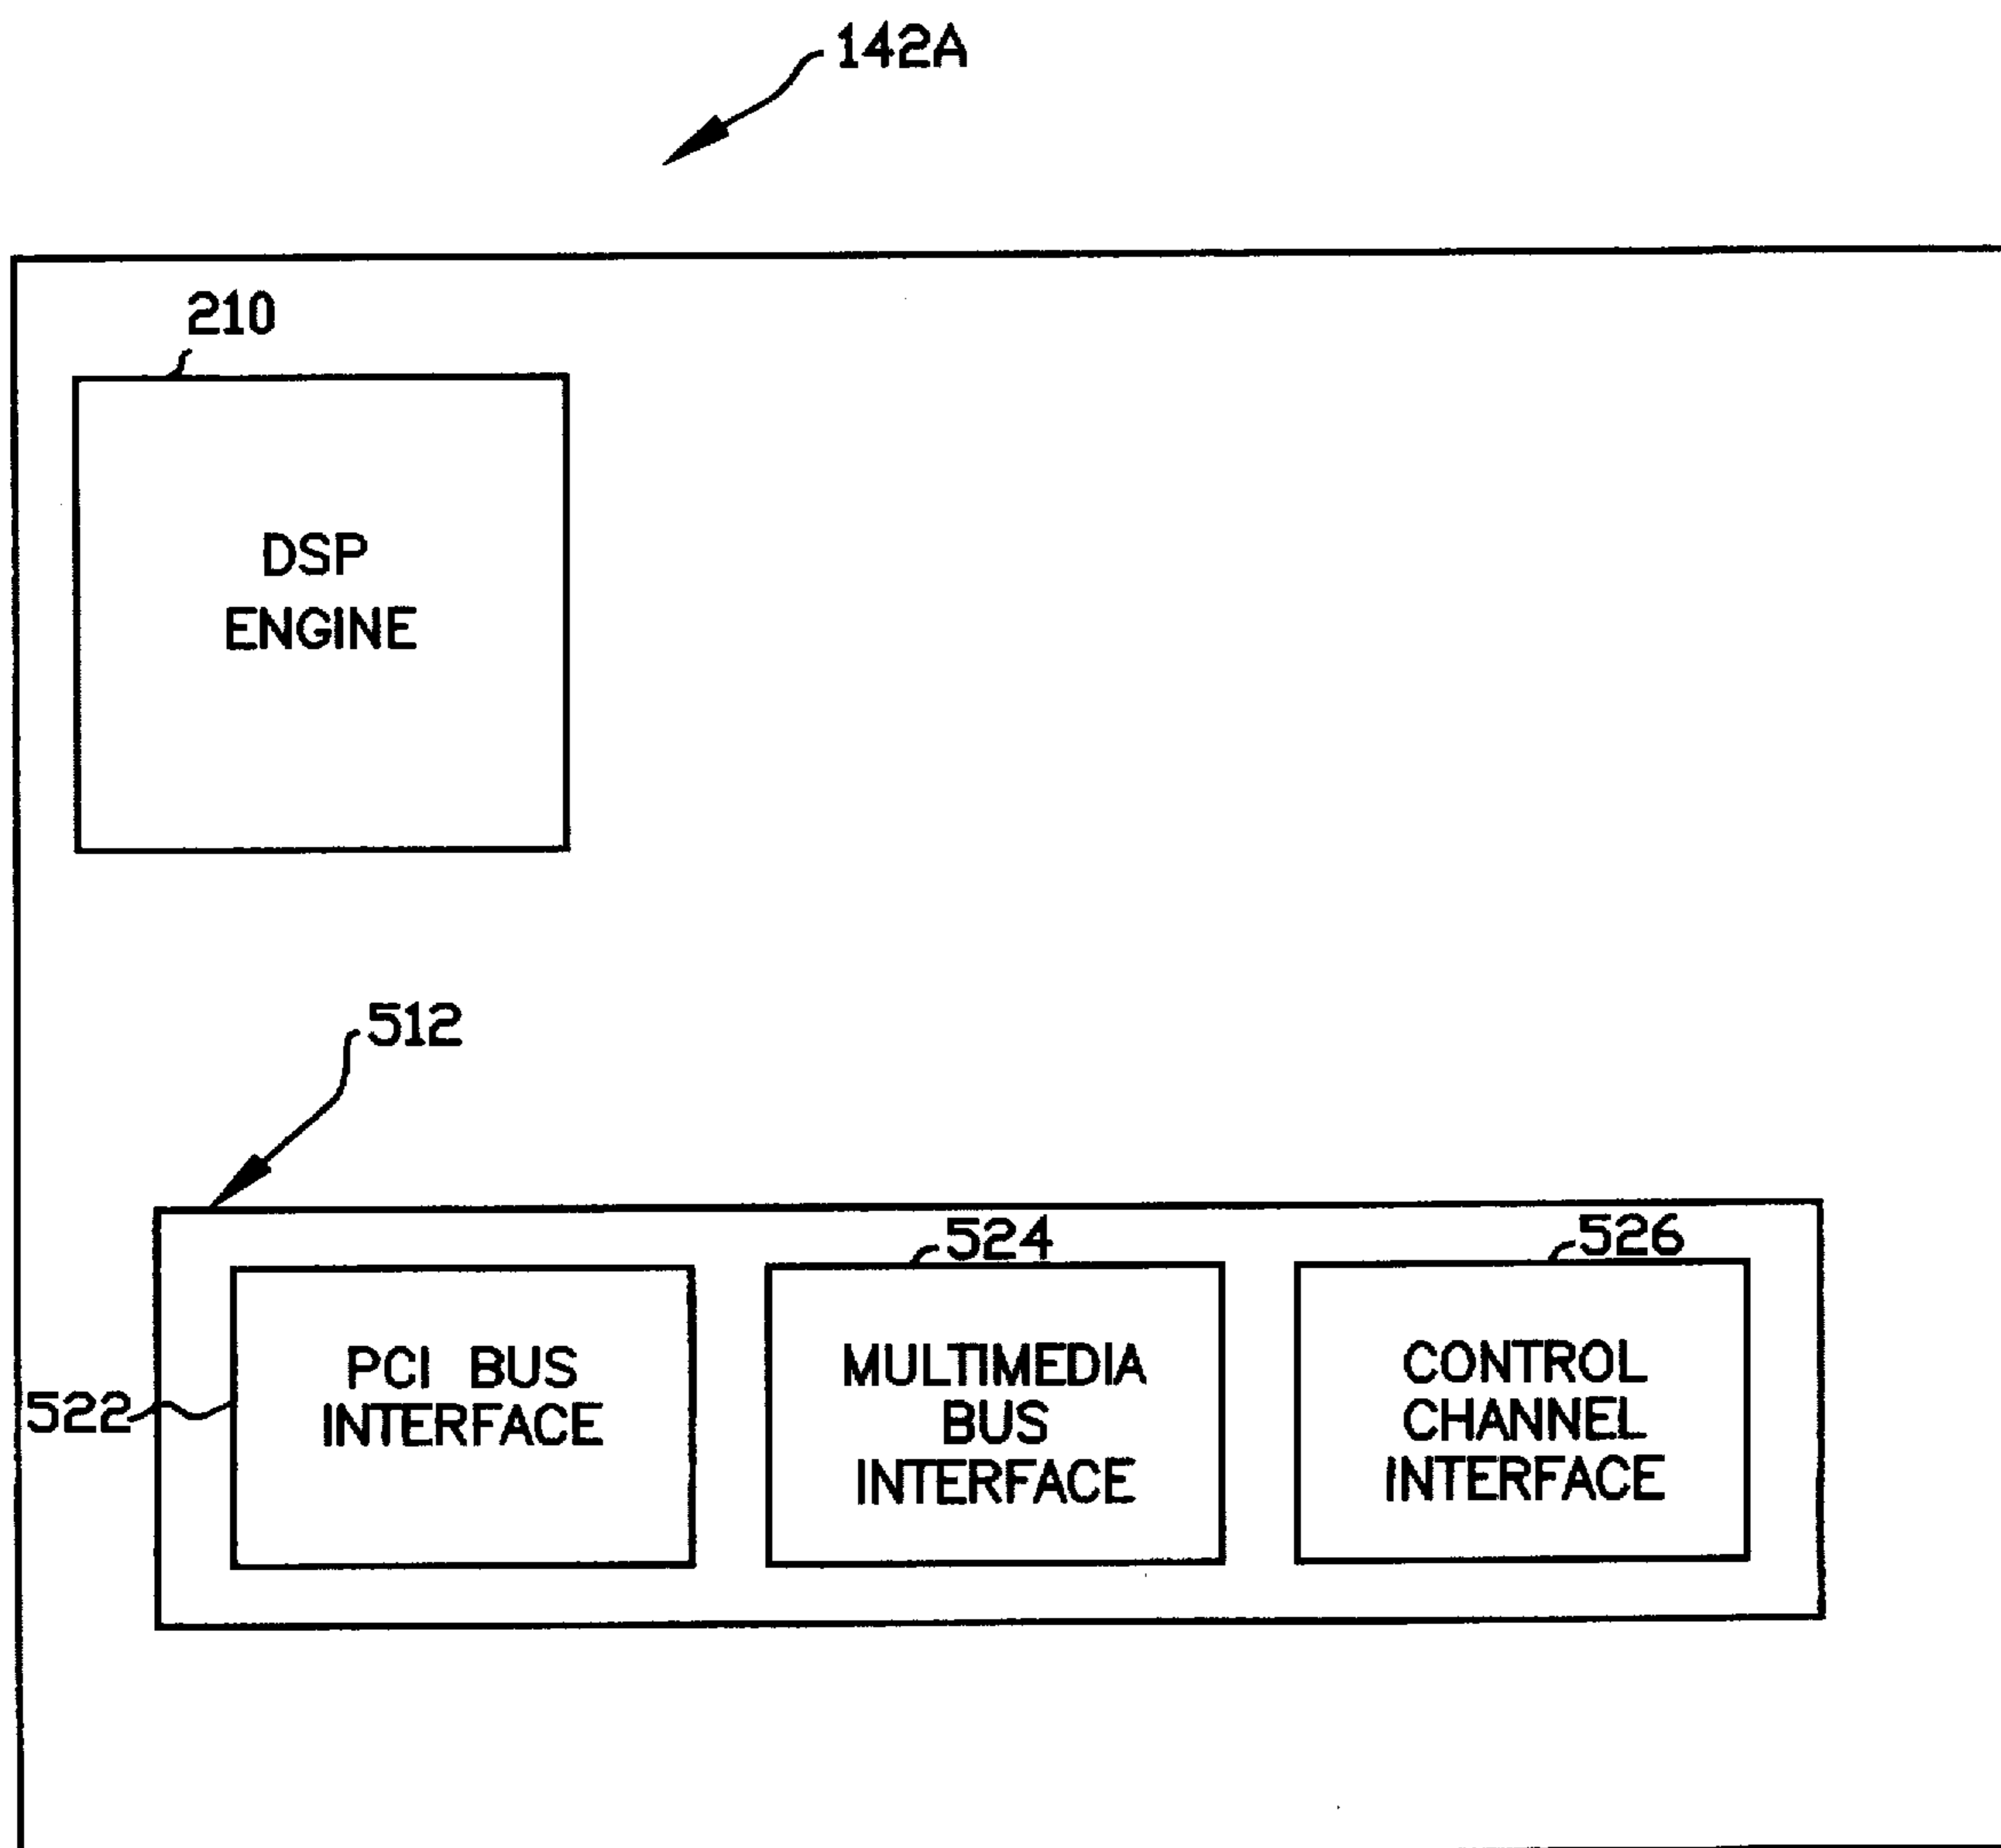 142A
210
DSP
ENGINE
512
524
526
522
PCI BUS
INTERFACE
MULTIMEDIA
BUS
INTERFACE
CONTROL
CHANNEL
INTERFACE